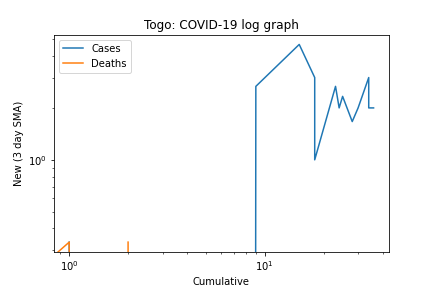 Togo: COVID-19 log graph
Cases
Deaths
New (3 day SMA)
10⁰
10⁰
10¹
Cumulative